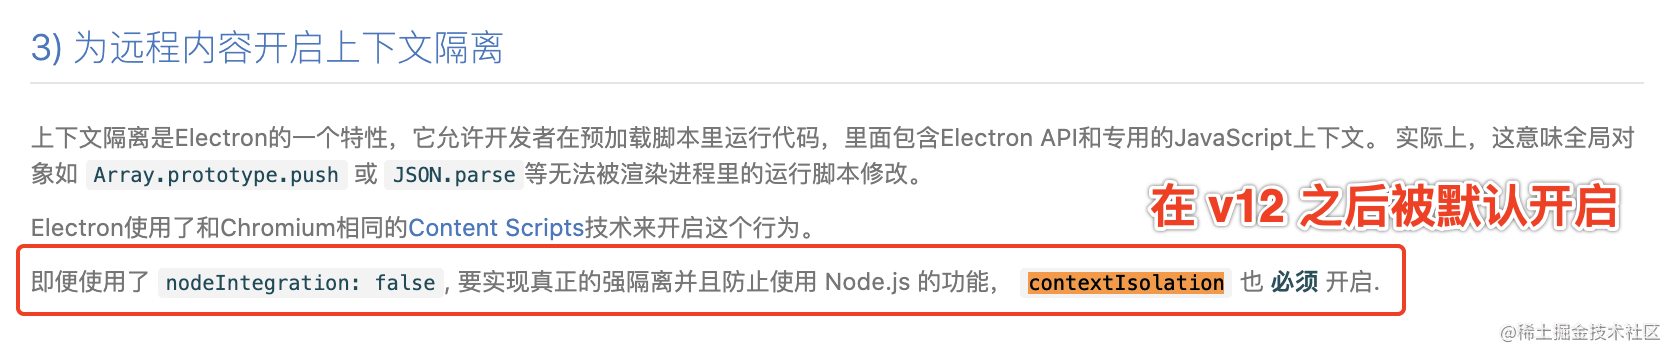 3) 为远程内容开启上下文隔离
上下文隔离是Electron的一个特性，它允许开发者在预加载脚本里运行代码，里面包含Electron API和专用的JavaScript上下文。 实际上，这意味全局对
象如 Array.prototype.push 或 JSON.parse 等无法被渲染进程里的运行脚本修改。
在 v12 之后被默认开启
Electron使用了和Chromium相同的Content Scripts技术来开启这个行为。
即便使用了 nodeIntegration: false, 要实现真正的强隔离并且防止使用 Node.js 的功能， contextIsolation 也 必须 开启.
@稀土掘金技术社区